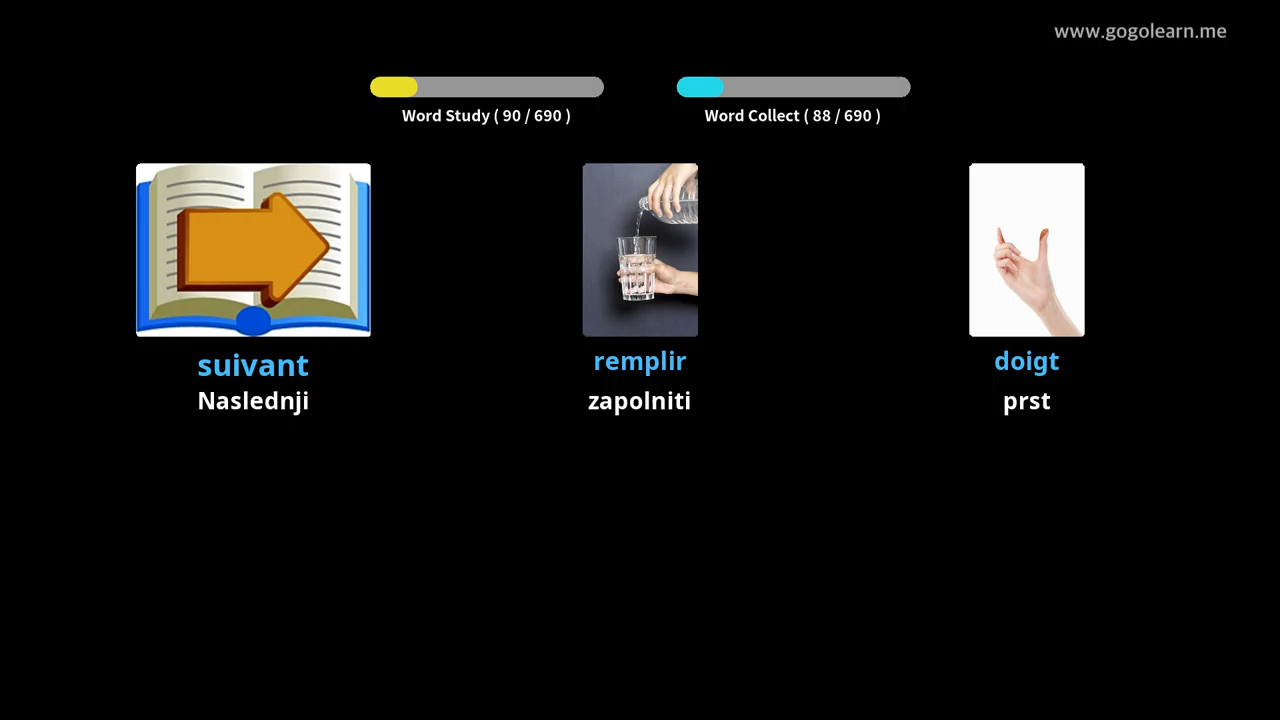 www.gogolearn.me
Word Study ( 90 / 690 )
Word Collect ( 88 / 690 )
suivant
Naslednji
remplir
zapolniti
doigt
prst